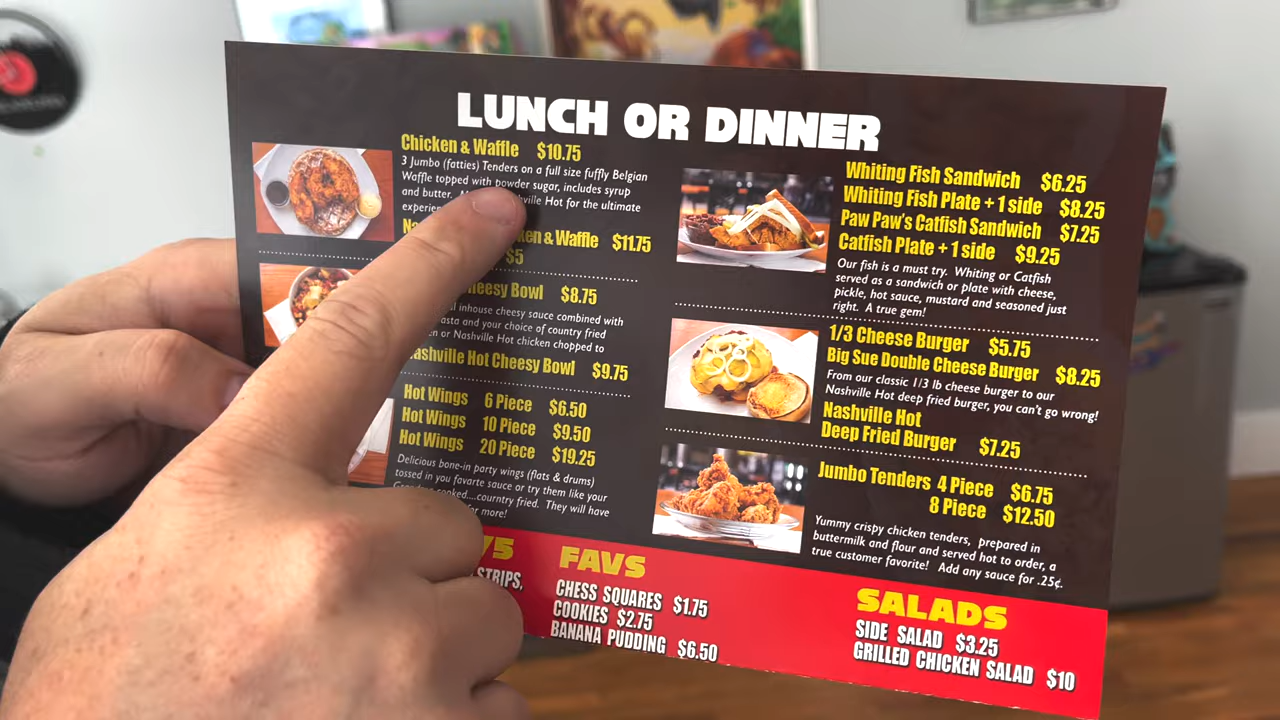 LUNCH OR DINNER
Chicken & Waffle $10.75
3 Jumbo (fatties) Tenders on a full size fuffly Belgian
Waffle topped with powder sugar, includes syrup
and butter. Hot for the ultimate
& Waffle $11.75
$5
Cheesy Bowl $8.75
inhouse cheesy sauce combined with
and your choice of country fried
or Nashville Hot chicken chopped to
Nashville Hot Cheesy Bowl $9.75
Hot Wings 6 Piece $6.50
Hot Wings 10 Piece $9.50
Hot Wings 20 Piece $19.25
Delicious bone-in party wings (flats & drums)
tossed in you favarte sauce or try them like your
cooked....courntry fried. They will have
for more!
Whiting Fish Sandwich $6.25
Whiting Fish Plate + 1 side $8.25
Paw Paw's Catfish Sandwich $7.25
Catfish Plate + 1 side $9.25
Our fish is a must try. Whiting or Catfish
served as a sandwich or plate with cheese,
pickle, hot sauce, mustard and seasoned just
right. A true gem!
1/3 Cheese Burger $5.75
Big Sue Double Cheese Burger $8.25
From our classic 1/3 lb cheese burger to our
Nashville Hot deep fried burger, you can't go wrong!
Nashville Hot
Deep Fried Burger $7.25
Jumbo Tenders 4 Piece $6.75
8 Piece $12.50
Yummy crispy chicken tenders, prepared in
buttermilk and flour and served hot to order, a
true customer favorite! Add any sauce for .25¢.
STRIPS,
FAVS
CHESS SQUARES $1.75
COOKIES $2.75
BANANA PUDDING $6.50
SALADS
SIDE SALAD $3.25
GRILLED CHICKEN SALAD $10